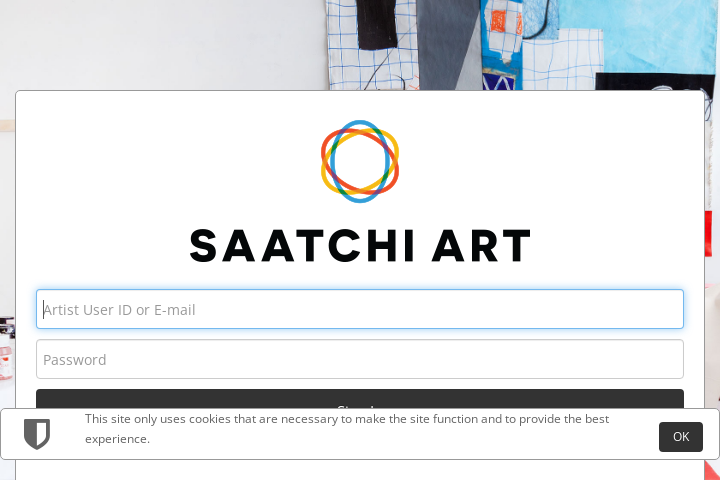 SAATCHI ART
Artist User ID or E-mail
Password
This site only uses cookies that are necessary to make the site function and to provide the best
experience.
OK